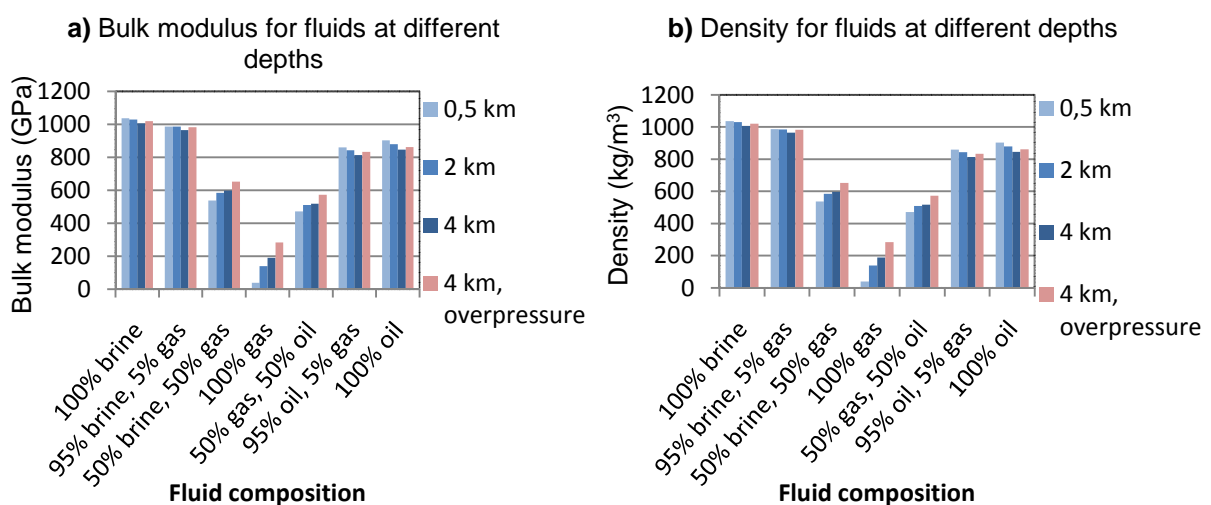 a) Bulk modulus for fluids at different
depths
Bulk modulus (GPa)
1200
1000
800
600
400
200
0
0,5 km
2 km
4 km
4 km,
overpressure
100% brine
95% brine, 5% gas
50% brine, 50% gas
100% gas
50% gas, 50% oil
95% oil, 5% gas
100% oil
Fluid composition
b) Density for fluids at different depths
Density (kg/m³)
1200
1000
800
600
400
200
0
0,5 km
2 km
4 km
4 km,
overpressure
100% brine
95% brine, 5% gas
50% brine, 50% gas
100% gas
50% gas, 50% oil
95% oil, 5% gas
100% oil
Fluid composition